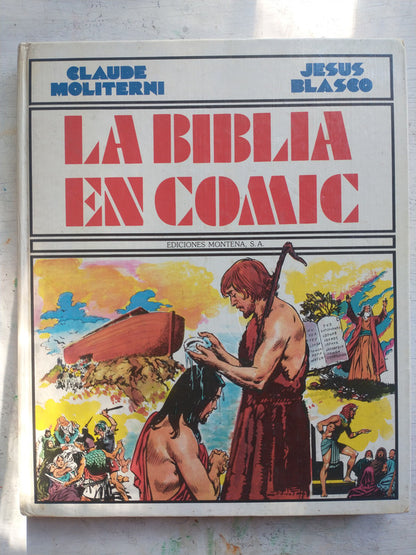 CLAUDE
MOLITERNI
JESUS
BLASCO
LA BIBLIA
EN COMIC
EDICIONES MONTENA, S.A.